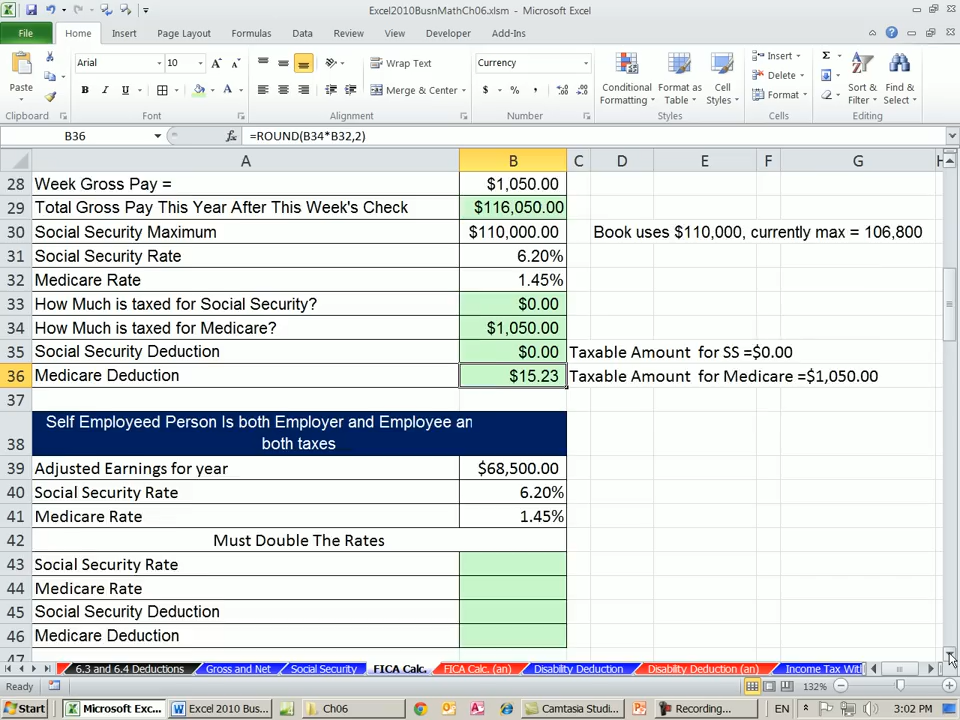 Excel2010BusnMathCh06.xlsm - Microsoft Excel
File Home Insert Page Layout Formulas Data Review View Developer Add-Ins
Paste
Clipboard
Arial 10
B I U
Font
Wrap Text
Merge & Center
Alignment
Currency
$ % ,
Number
Conditional Formatting
Format as Table
Cell Styles
Styles
Insert
Delete
Format
Cells
Σ
Sort & Filter
Find & Select
Editing
B36 fx =ROUND(B34*B32,2)
A B C D E F G H
28 Week Gross Pay = $1,050.00
29 Total Gross Pay This Year After This Week's Check $116,050.00
30 Social Security Maximum $110,000.00 Book uses $110,000, currently max = 106,800
31 Social Security Rate 6.20%
32 Medicare Rate 1.45%
33 How Much is taxed for Social Security? $0.00
34 How Much is taxed for Medicare? $1,050.00
35 Social Security Deduction $0.00 Taxable Amount for SS =$0.00
36 Medicare Deduction $15.23 Taxable Amount for Medicare =$1,050.00
37
Self Employeed Person Is both Employer and Employee an
38 both taxes
39 Adjusted Earnings for year $68,500.00
40 Social Security Rate 6.20%
41 Medicare Rate 1.45%
42 Must Double The Rates
43 Social Security Rate
44 Medicare Rate
45 Social Security Deduction
46 Medicare Deduction
47
6.3 and 6.4 Deductions Gross and Net Social Security FICA Calc. FICA Calc. (an) Disability Deduction Disability Deduction (an) Income Tax With
Ready 132%
Start Microsoft Exc... Excel 2010 Bus... Ch06 Camtasia Studi... Recording... EN 3:02 PM